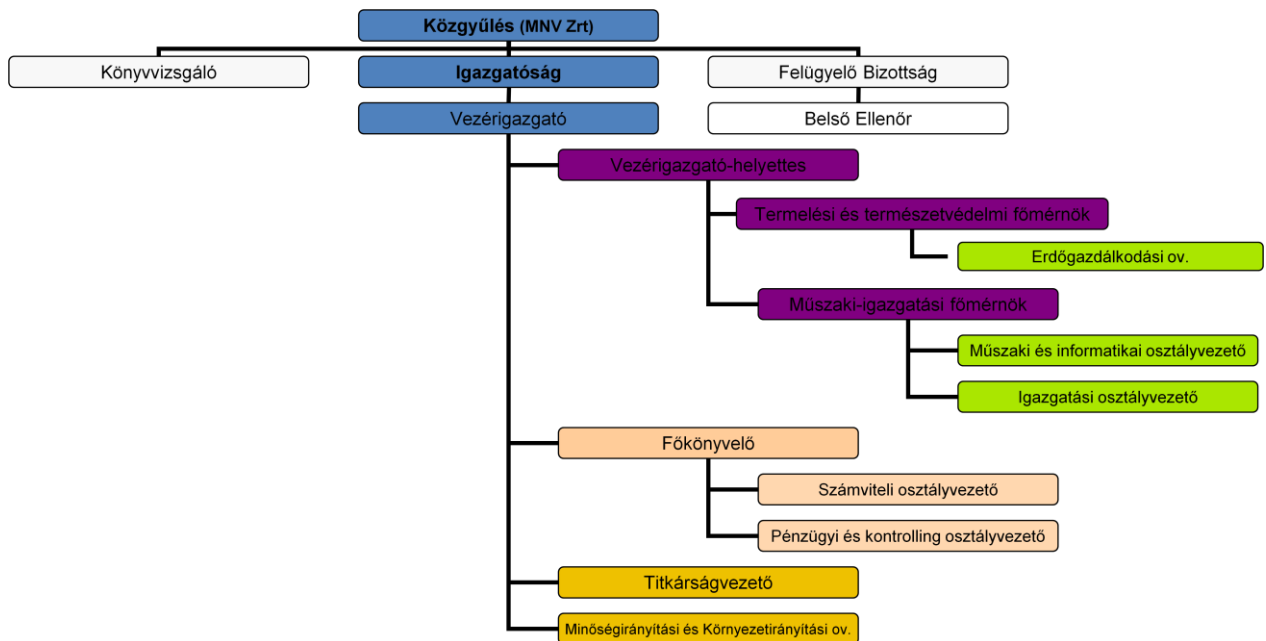 Közgyűlés (MNV Zrt)
Könyvvizsgáló
Igazgatóság
Felügyelő Bizottság
Vezérigazgató
Belső Ellenőr
Vezérigazgató-helyettes
Termelési és természetvédelmi főmérnök
Erdőgazdálkodási ov.
Műszaki-igazgatási főmérnök
Műszaki és informatikai osztályvezető
Igazgatási osztályvezető
Főkönyvelő
Számviteli osztályvezető
Pénzügyi és kontrolling osztályvezető
Titkárságvezető
Minőségirányítási és Környezetirányítási ov.